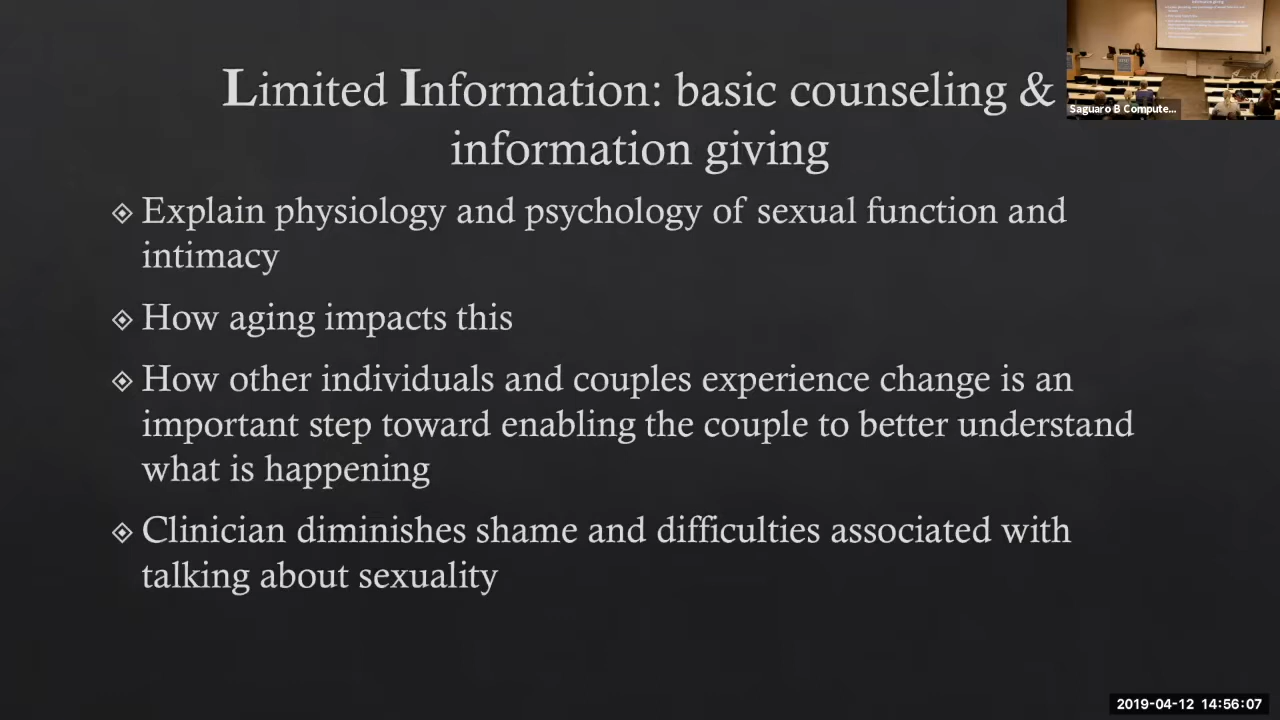 Limited Information: basic counseling &
information giving
Explain physiology and psychology of sexual function and
intimacy
How aging impacts this
How other individuals and couples experience change is an
important step toward enabling the couple to better understand
what is happening
Clinician diminishes shame and difficulties associated with
talking about sexuality
Saguaro B Compute...
2019-04-12 14:56:07